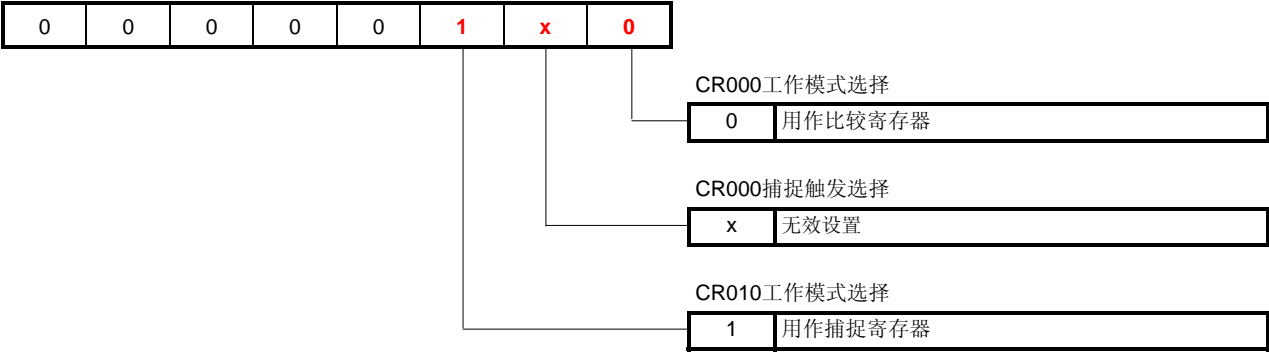 0 0 0 0 0 1 x 0
CR000工作模式选择
0 用作比较寄存器
CR000捕捉触发选择
x 无效设置
CR010工作模式选择
1 用作捕捉寄存器